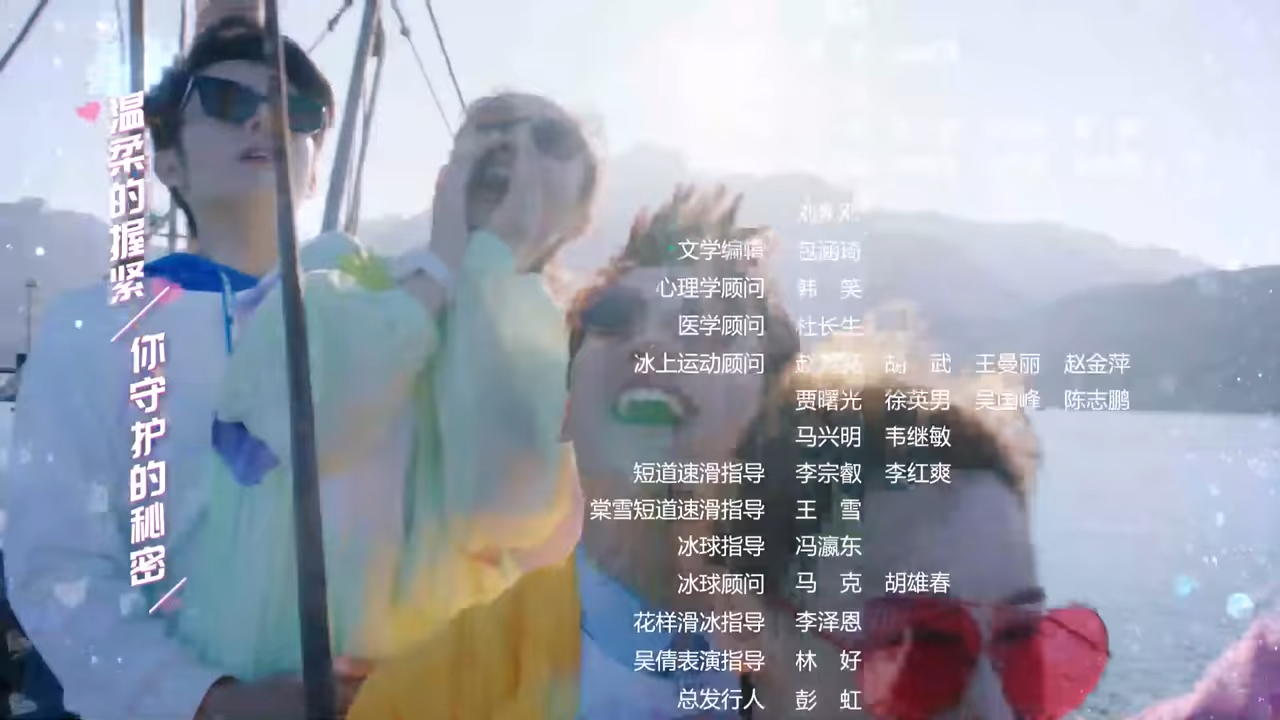 温柔的握紧
你守护的秘密
文学编辑 包涵琦
心理学顾问 韩 笑
医学顾问 杜长生
冰上运动顾问 胡 武 王曼丽 赵金萍
贾曙光 徐英男 吴国峰 陈志鹏
马兴明 韦继敏
短道速滑指导 李宗叡 李红爽
棠雪短道速滑指导 王 雪
冰球指导 冯瀛东
冰球顾问 马 克 胡雄春
花样滑冰指导 李泽恩
吴倩表演指导 林 好
总发行人 彭 虹